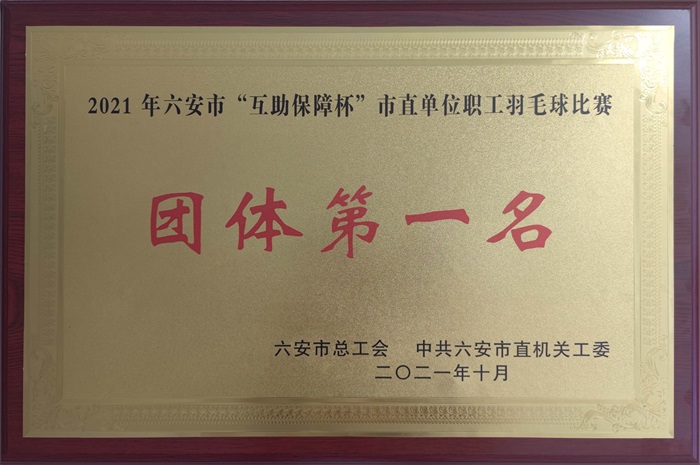 2021 年六安市“互助保障杯”市直单位职工羽毛球比赛
团体第一名
六安市总工会 中共六安市直机关工委
二〇二一年十月